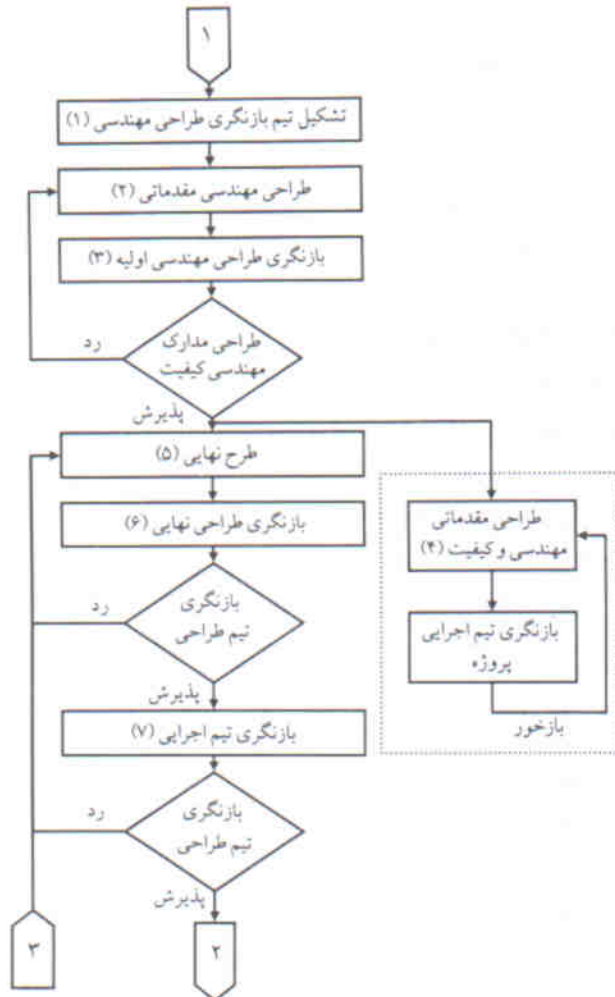 ۱
تشکیل تیم بازنگری طراحی مهندسی (۱)
طراحی مهندسی مقدماتی (۲)
بازنگری طراحی مهندسی اولیه (۳)
طراحی مدارک
مهندسی کیفیت
رد
پذیرش
طرح نهایی (۵)
طراحی مقدماتی
مهندسی و کیفیت (۴)
بازنگری تیم اجرایی
پروژه
بازخور
بازنگری طراحی نهایی (۶)
بازنگری
تیم طراحی
رد
پذیرش
بازنگری تیم اجرایی (۷)
بازنگری
تیم طراحی
رد
پذیرش
۲
۳